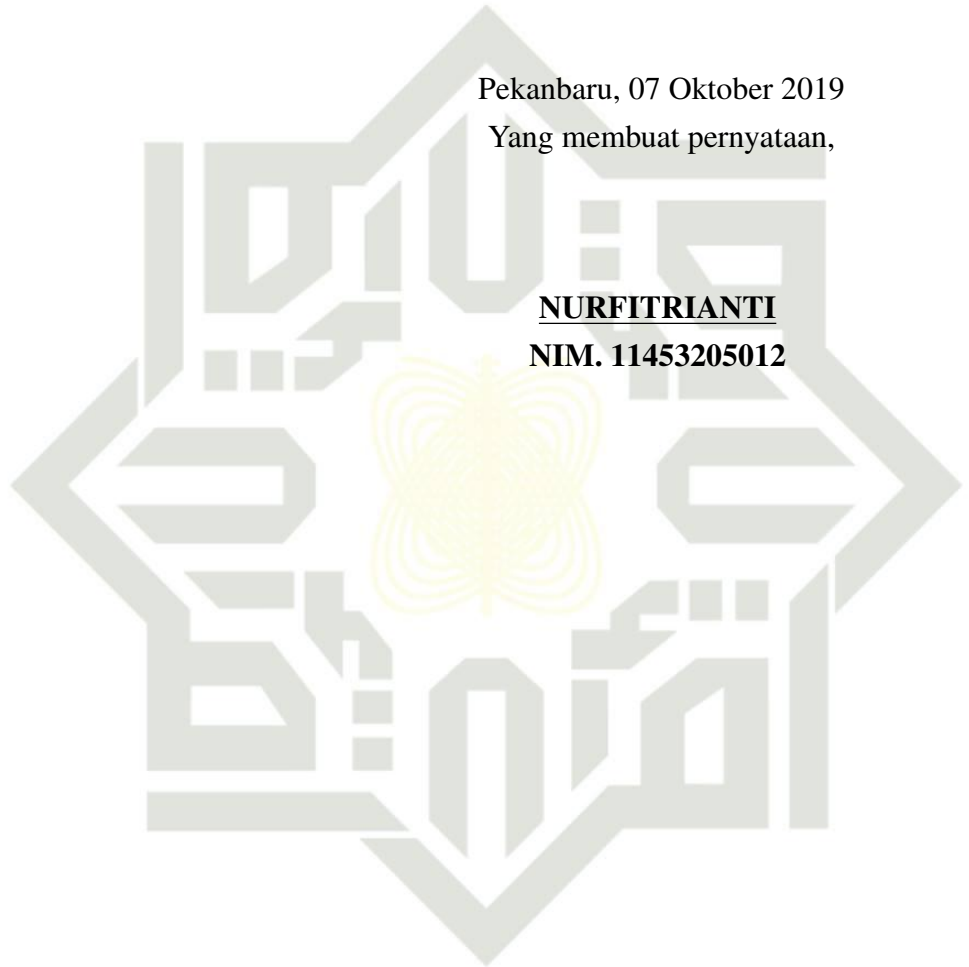 Pekanbaru, 07 Oktober 2019
Yang membuat pernyataan,
NURFITRIANTI
NIM. 11453205012